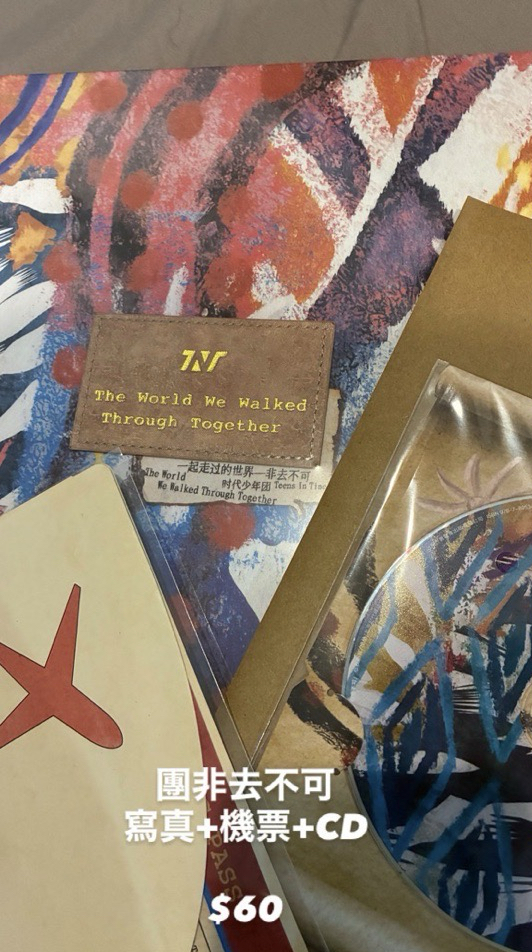 TNT
The World We Walked
Through Together
一起走过的世界—非去不可
The World
时代少年团 Teens In Times
We Walked Through Together
PASS
團非去不可
寫真+機票+CD
$60